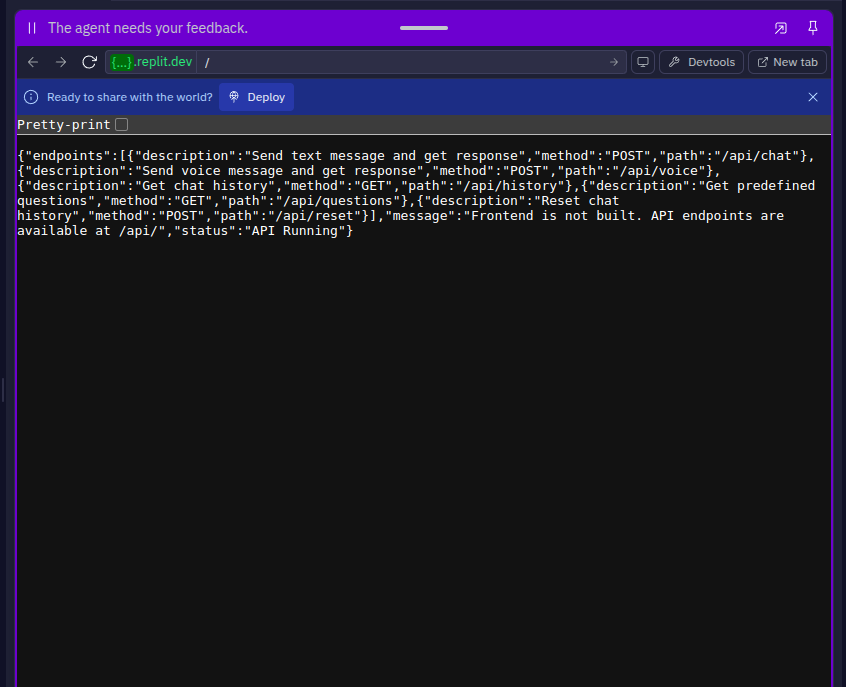 The agent needs your feedback.
{...}.replit.dev /
Devtools
New tab
Ready to share with the world?
Deploy
Pretty-print
{"endpoints":[{"description":"Send text message and get response","method":"POST","path":"/api/chat"},
{"description":"Send voice message and get response","method":"POST","path":"/api/voice"},
{"description":"Get chat history","method":"GET","path":"/api/history"},{"description":"Get predefined
questions","method":"GET","path":"/api/questions"},{"description":"Reset chat
history","method":"POST","path":"/api/reset"}],"message":"Frontend is not built. API endpoints are
available at /api/","status":"API Running"}